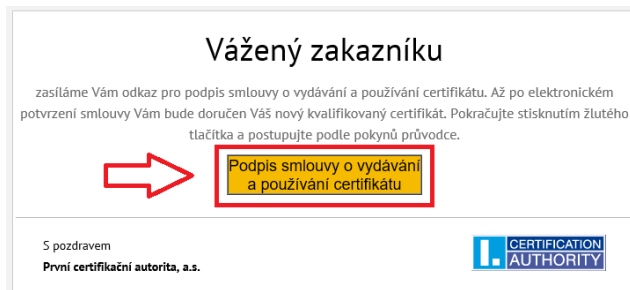 Vážený zakazníku
zasíláme Vám odkaz pro podpis smlouvy o vydávání a používání certifikátu. Až po elektronickém
potvrzení smlouvy Vám bude doručen Váš nový kvalifikovaný certifikát. Pokračujte stisknutím žlutého
tlačítka a postupujte podle pokynů průvodce.
Podpis smlouvy o vydávání
a používání certifikátu
S pozdravem
První certifikační autorita, a.s.
I. CERTIFICATION
AUTHORITY